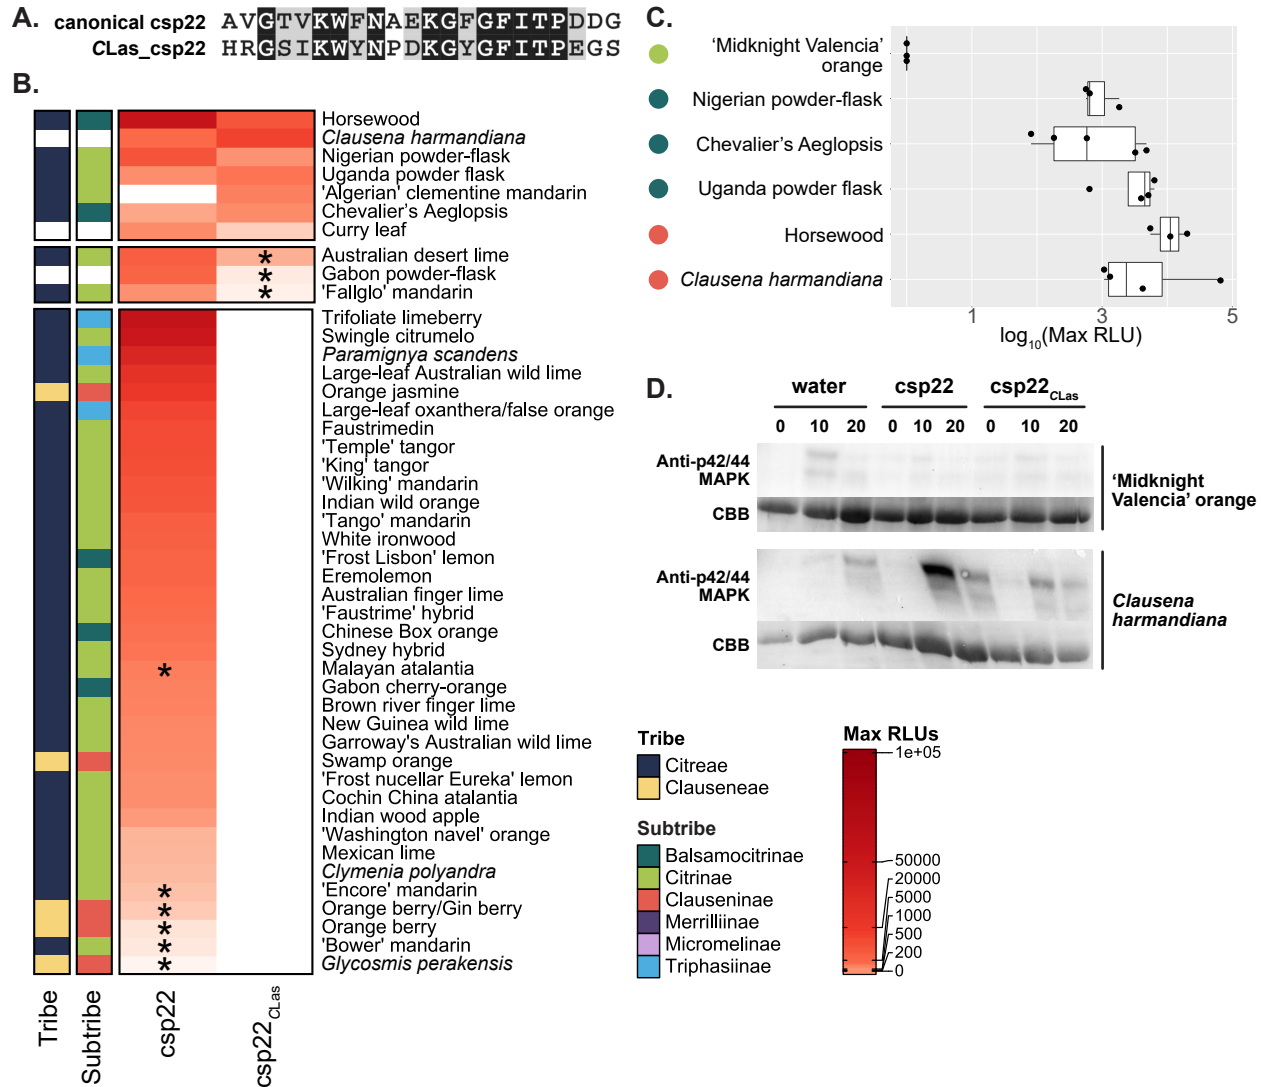 A.
canonical csp22 AVGTVKWFNAEKGFGFITPDDG
CLas_csp22 HRGSIKWYNPDKGYGFITPEGS
B.
Horsewood
Clausena harmandiana
Nigerian powder-flask
Uganda powder flask
'Algerian' clementine mandarin
Chevalier's Aeglopsis
Curry leaf
Australian desert lime
*
Gabon powder-flask
*
'Fallglo' mandarin
*
Trifoliate limeberry
Swingle citrumelo
Paramignya scandens
Large-leaf Australian wild lime
Orange jasmine
Large-leaf oxanthera/false orange
Faustrimedin
'Temple' tangor
'King' tangor
'Wilking' mandarin
Indian wild orange
'Tango' mandarin
White ironwood
'Frost Lisbon' lemon
Eremolemon
Australian finger lime
'Faustrime' hybrid
Chinese Box orange
Sydney hybrid
Malayan atalantia
*
Gabon cherry-orange
Brown river finger lime
New Guinea wild lime
Garroway's Australian wild lime
Swamp orange
'Frost nucellar Eureka' lemon
Cochin China atalantia
Indian wood apple
'Washington navel' orange
Mexican lime
Clymenia polyandra
'Encore' mandarin
*
Orange berry/Gin berry
*
Orange berry
*
'Bower' mandarin
*
Glycosmis perakensis
*
Tribe
Subtribe
csp22
csp22CLas
C.
'Midknight Valencia'
orange
Nigerian powder-flask
Chevalier's Aeglopsis
Uganda powder flask
Horsewood
Clausena harmandiana
1 3 5
log10(Max RLU)
D.
water csp22 csp22CLas
0 10 20 0 10 20 0 10 20
Anti-p42/44
MAPK
CBB
'Midknight
Valencia' orange
Anti-p42/44
MAPK
CBB
Clausena
harmandiana
Tribe
Citreae
Clauseneae
Subtribe
Balsamocitrinae
Citrinae
Clauseninae
Merrilliinae
Micromelinae
Triphasiinae
Max RLUs
1e+05
50000
20000
5000
1000
500
200
0